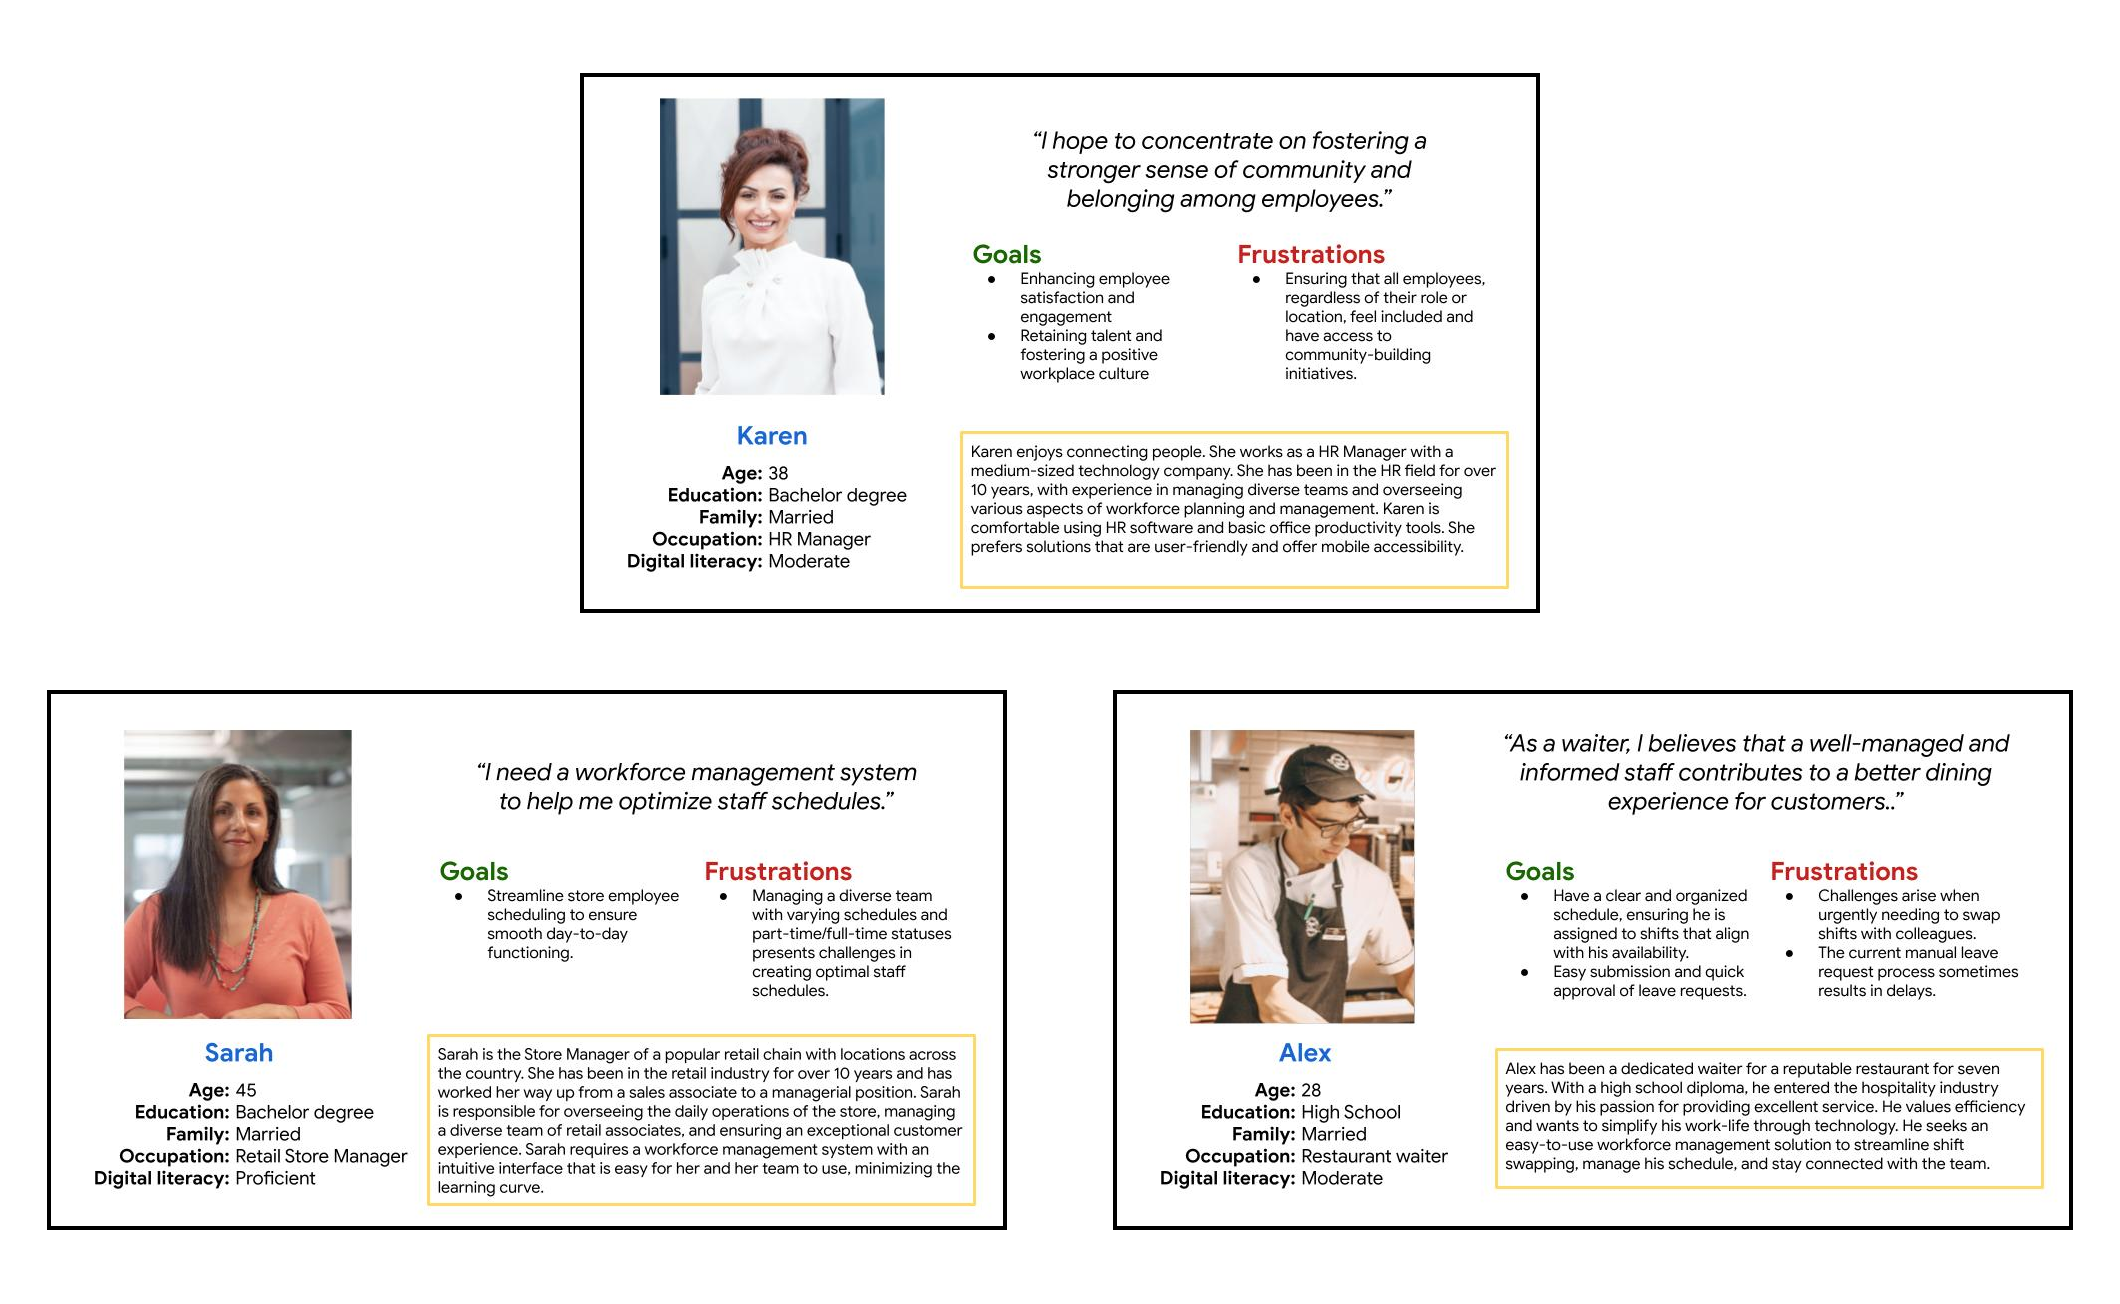 “I hope to concentrate on fostering a
stronger sense of community and
belonging among employees.”
Goals
● Enhancing employee
satisfaction and
engagement
● Retaining talent and
fostering a positive
workplace culture
Frustrations
● Ensuring that all employees,
regardless of their role or
location, feel included and
have access to
community-building
initiatives.
Karen
Age: 38
Education: Bachelor degree
Family: Married
Occupation: HR Manager
Digital literacy: Moderate
Karen enjoys connecting people. She works as a HR Manager with a
medium-sized technology company. She has been in the HR field for over
10 years, with experience in managing diverse teams and overseeing
various aspects of workforce planning and management. Karen is
comfortable using HR software and basic office productivity tools. She
prefers solutions that are user-friendly and offer mobile accessibility.
“I need a workforce management system
to help me optimize staff schedules.”
Goals
● Streamline store employee
scheduling to ensure
smooth day-to-day
functioning.
Frustrations
● Managing a diverse team
with varying schedules and
part-time/full-time statuses
presents challenges in
creating optimal staff
schedules.
Sarah
Age: 45
Education: Bachelor degree
Family: Married
Occupation: Retail Store Manager
Digital literacy: Proficient
Sarah is the Store Manager of a popular retail chain with locations across
the country. She has been in the retail industry for over 10 years and has
worked her way up from a sales associate to a managerial position. Sarah
is responsible for overseeing the daily operations of the store, managing
a diverse team of retail associates, and ensuring an exceptional customer
experience. Sarah requires a workforce management system with an
intuitive interface that is easy for her and her team to use, minimizing the
learning curve.
“As a waiter, I believes that a well-managed and
informed staff contributes to a better dining
experience for customers..”
Goals
● Have a clear and organized
schedule, ensuring he is
assigned to shifts that align
with his availability.
● Easy submission and quick
approval of leave requests.
Frustrations
● Challenges arise when
urgently needing to swap
shifts with colleagues.
● The current manual leave
request process sometimes
results in delays.
Alex
Age: 28
Education: High School
Family: Married
Occupation: Restaurant waiter
Digital literacy: Moderate
Alex has been a dedicated waiter for a reputable restaurant for seven
years. With a high school diploma, he entered the hospitality industry
driven by his passion for providing excellent service. He values efficiency
and wants to simplify his work-life through technology. He seeks an
easy-to-use workforce management solution to streamline shift
swapping, manage his schedule, and stay connected with the team.